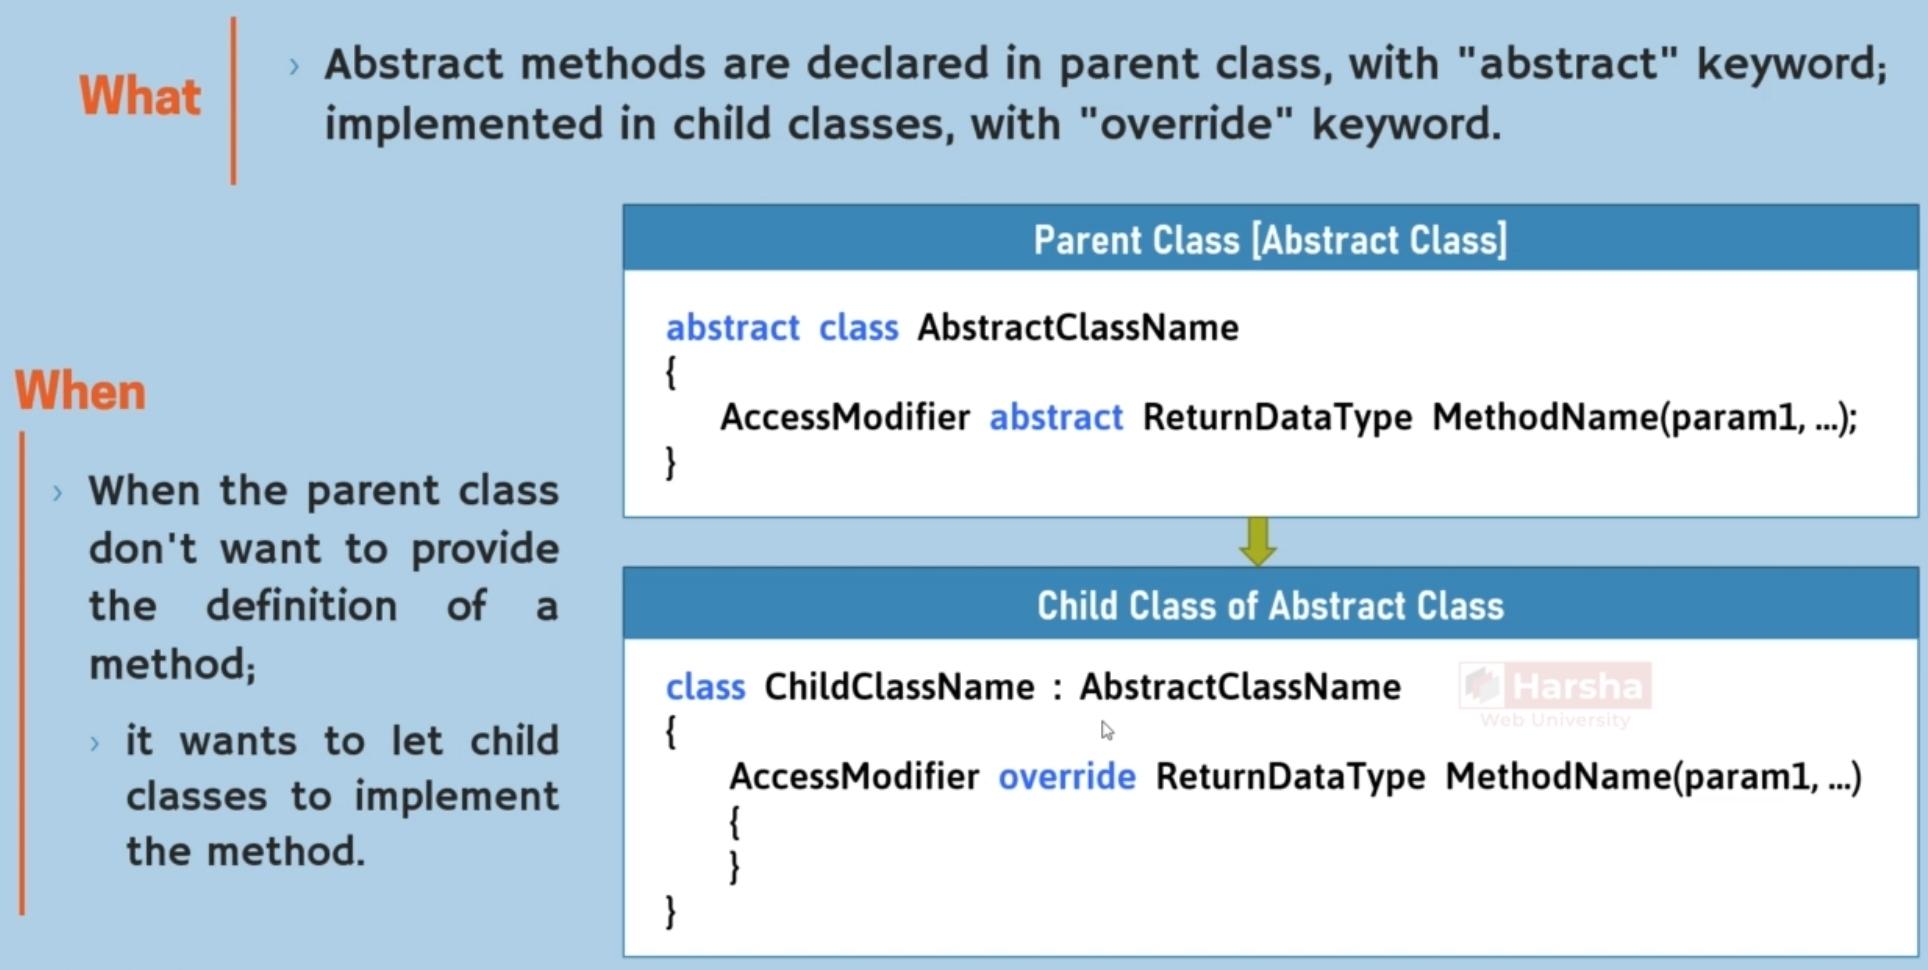 What
› Abstract methods are declared in parent class, with "abstract" keyword;
implemented in child classes, with "override" keyword.
When
› When the parent class
don't want to provide
the definition of a
method;
› it wants to let child
classes to implement
the method.
Parent Class [Abstract Class]
abstract class AbstractClassName
{
AccessModifier abstract ReturnDataType MethodName(param1, ...);
}
Child Class of Abstract Class
class ChildClassName : AbstractClassName
{
AccessModifier override ReturnDataType MethodName(param1, ...)
{
}
}
Harsha
Web University